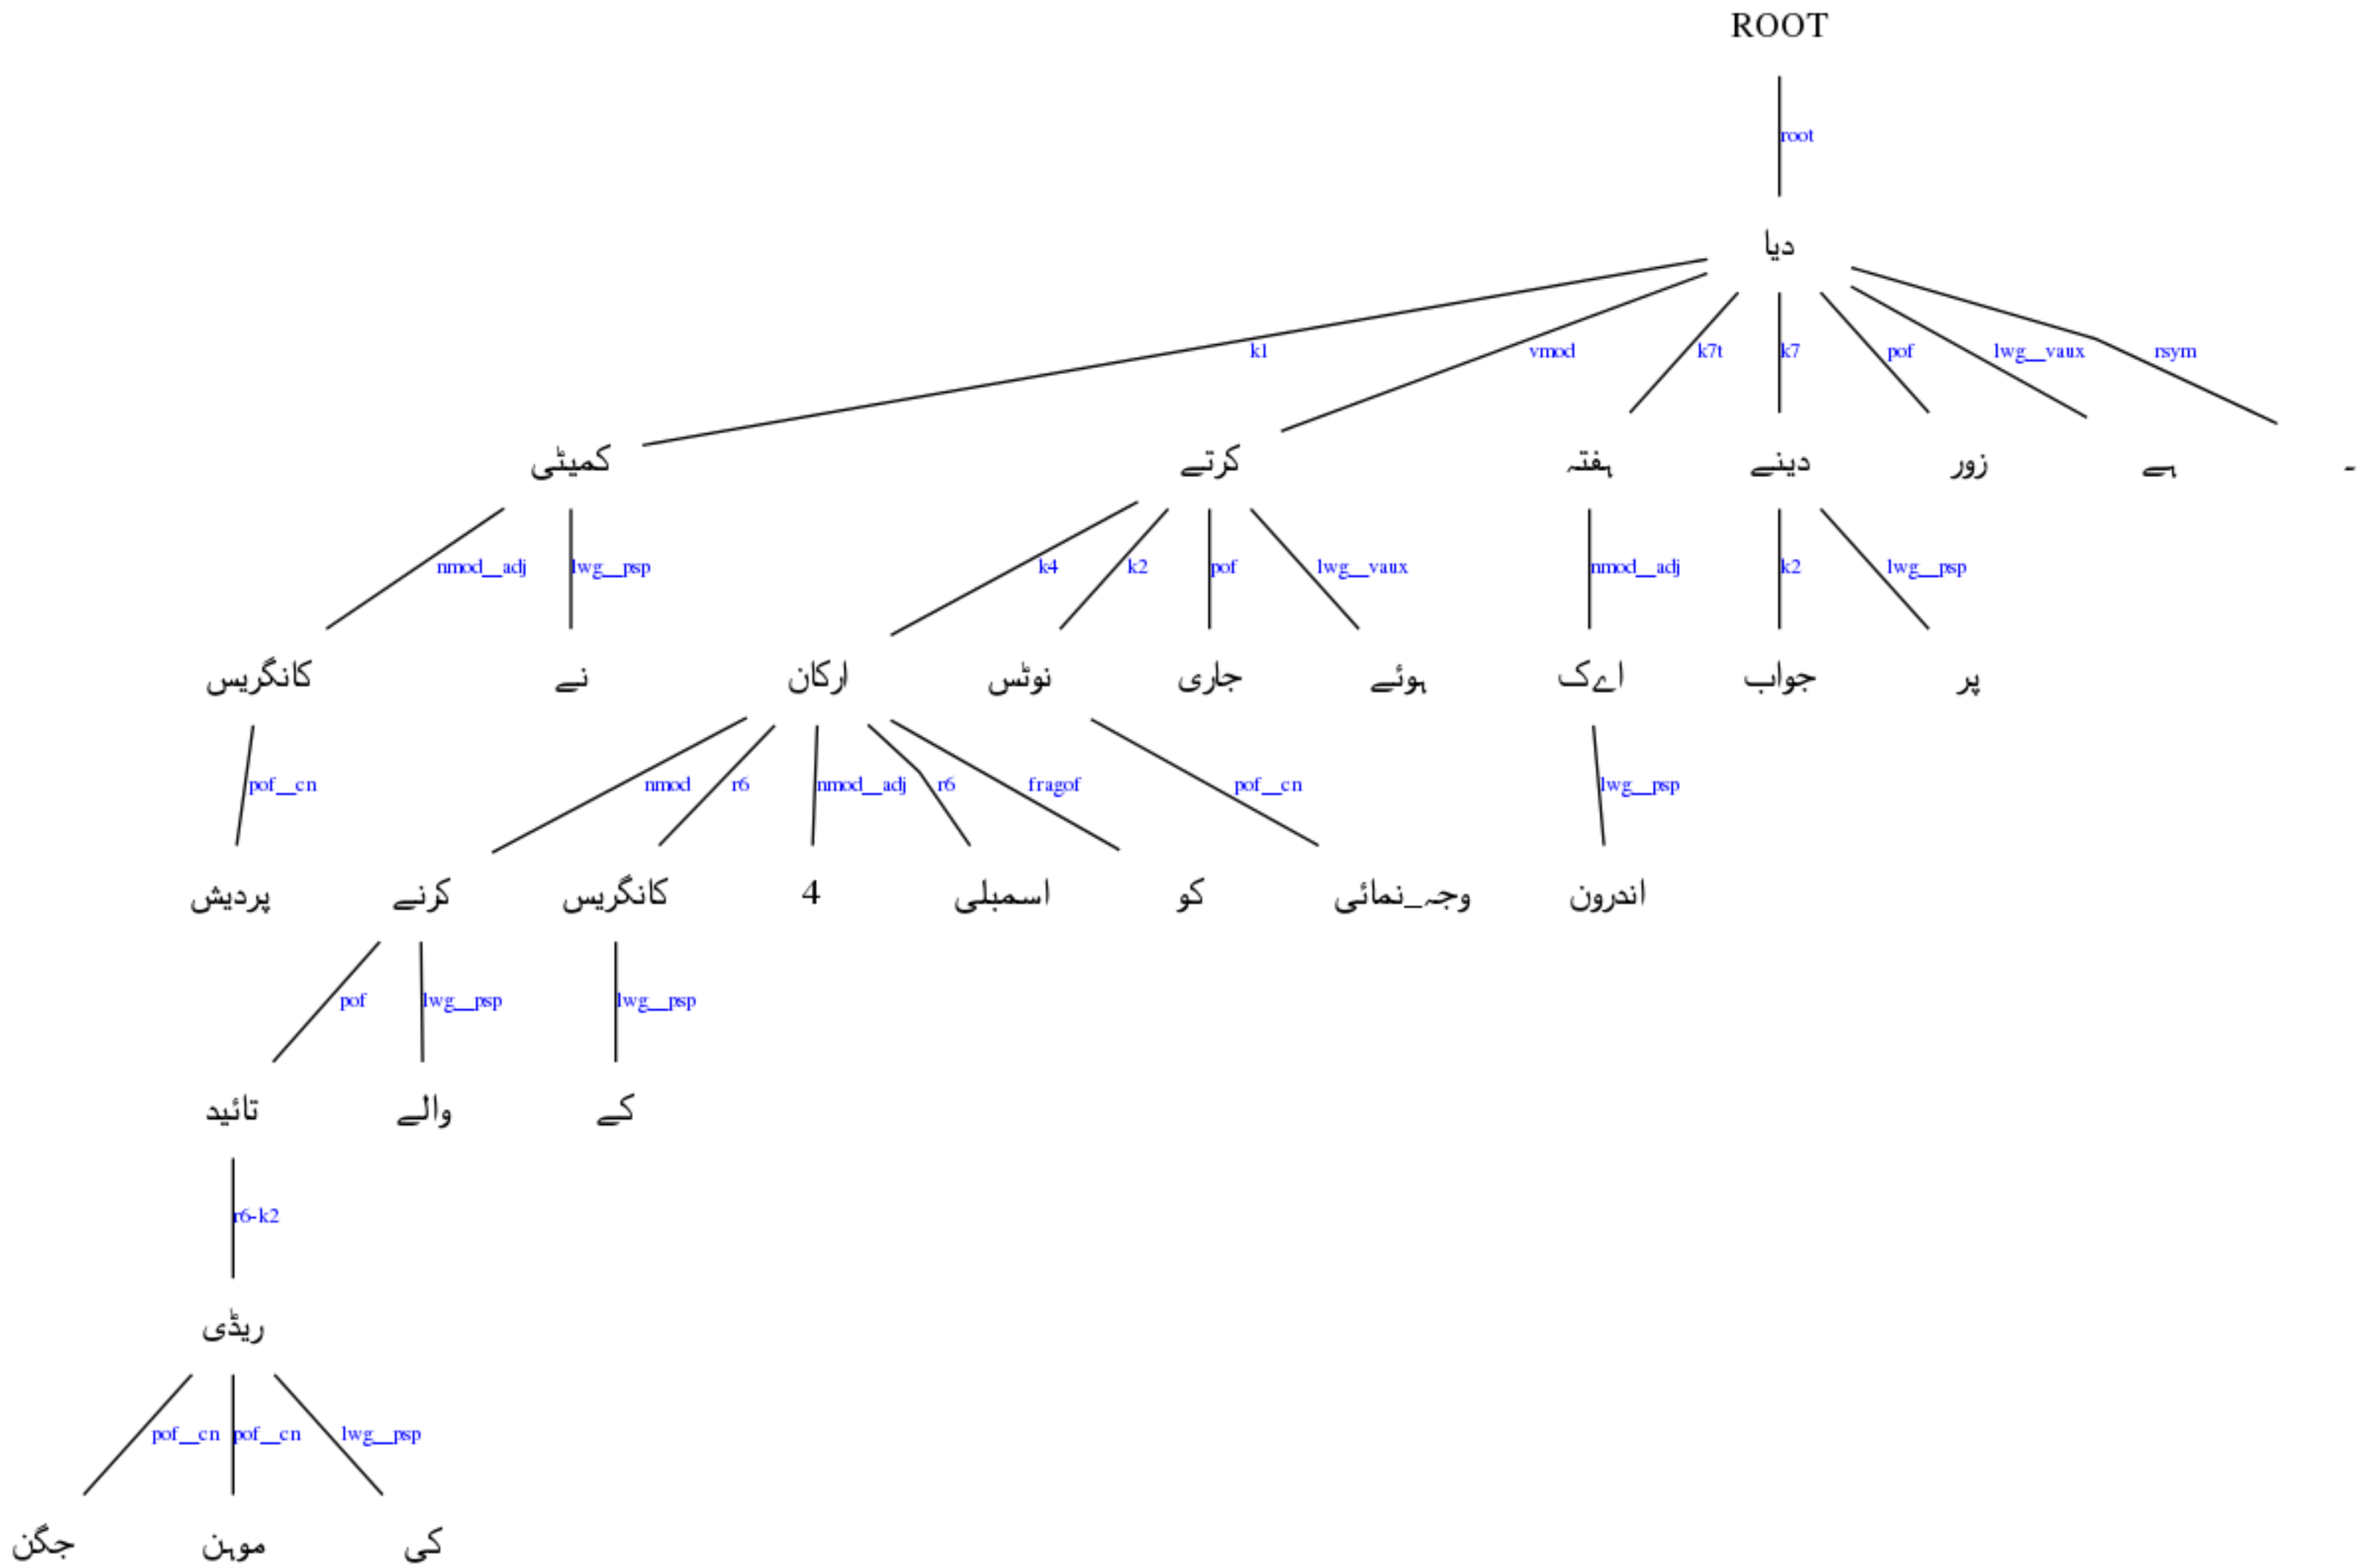 ROOT
root
دیا
k1 vmod k7t k7 pof lwg__vaux rsym
کمیٹی کرتے ہفتہ دینے زور ہے ۔
nmod__adj lwg__psp k4 k2 pof lwg__vaux nmod__adj k2 lwg__psp
کانگریس نے ارکان نوٹس جاری ہوئے اےک جواب پر
pof__cn nmod r6 nmod__adj r6 fragof pof__cn lwg__psp
پردیش کرنے کانگریس 4 اسمبلی کو وجہ_نمائی اندرون
pof lwg__psp lwg__psp
تائید والے کے
r6-k2
ریڈی
pof__cn pof__cn lwg__psp
جگن موہن کی